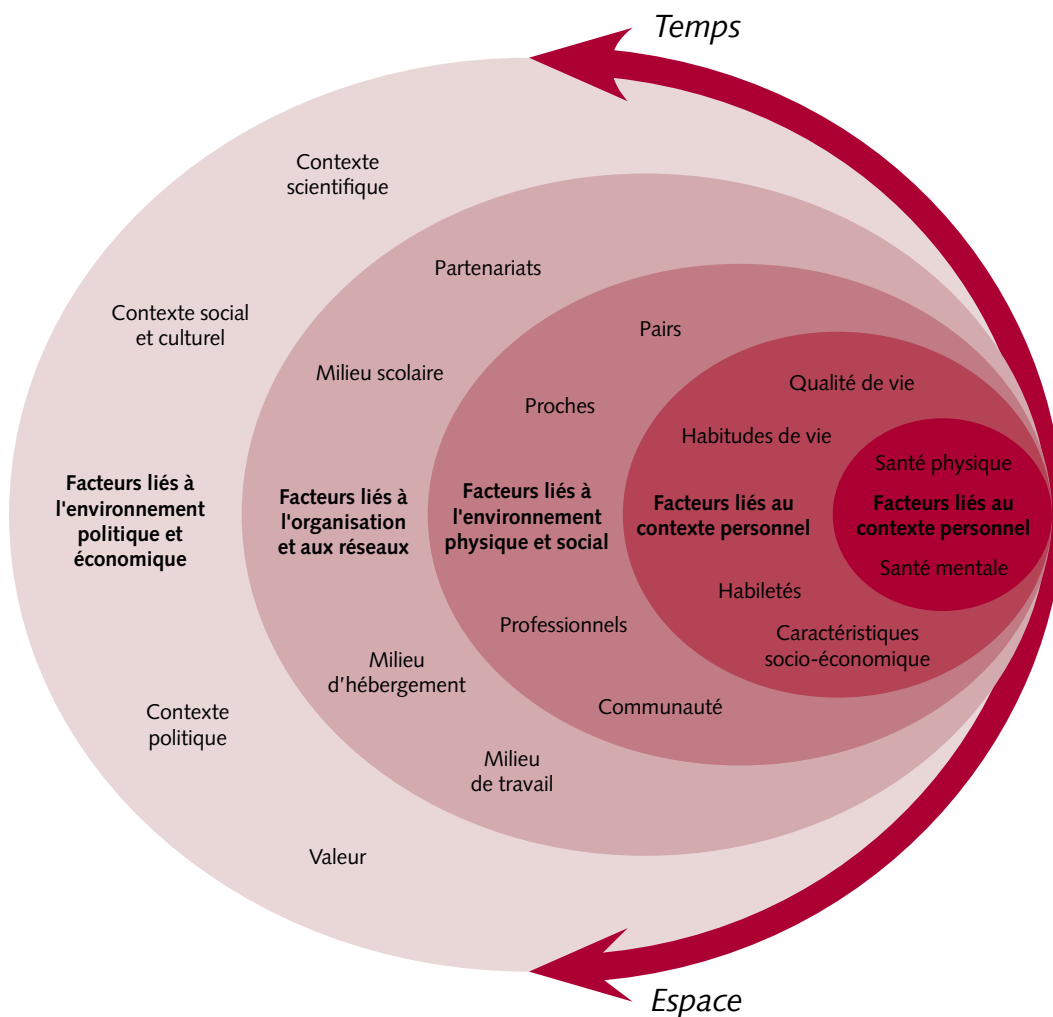 Temps
Contexte
scientifique
Contexte social
et culturel
Facteurs liés à
l'environnement
politique et
économique
Contexte
politique
Valeur
Partenariats
Milieu scolaire
Facteurs liés à
l'organisation
et aux réseaux
Milieu
d'hébergement
Milieu
de travail
Pairs
Proches
Facteurs liés à
l'environnement
physique et social
Professionnels
Communauté
Qualité de vie
Habitudes de vie
Facteurs liés au
contexte personnel
Habiletés
Caractéristiques
socio-économique
Santé physique
Facteurs liés au
contexte personnel
Santé mentale
Espace